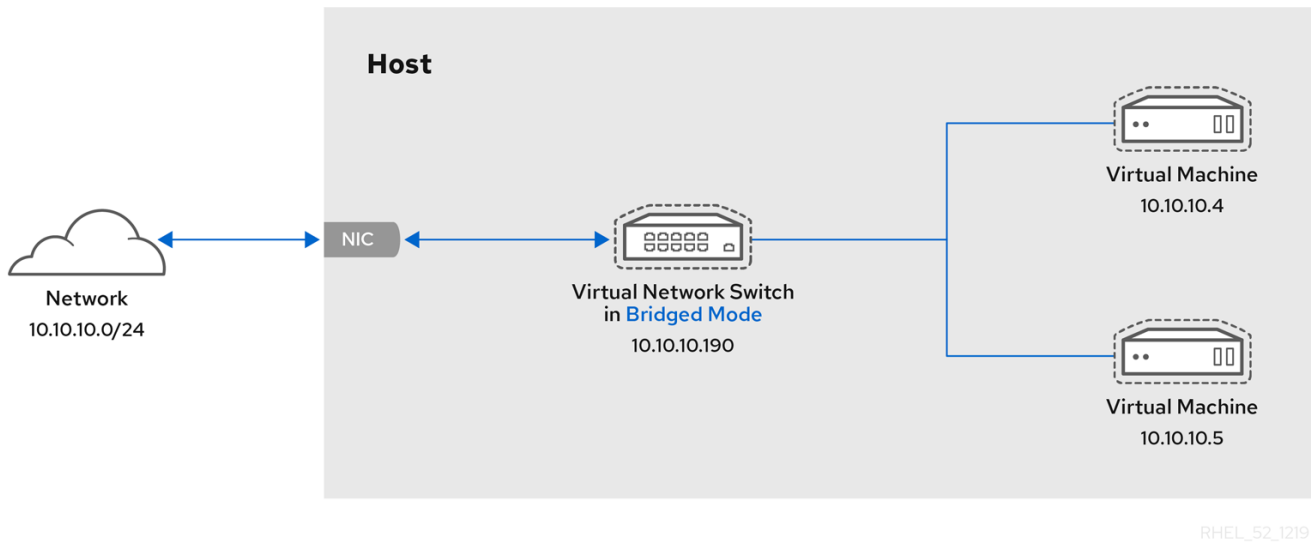 Host
Virtual Machine
10.10.10.4
NIC
Network
10.10.10.0/24
Virtual Network Switch
in Bridged Mode
10.10.10.190
Virtual Machine
10.10.10.5
RHEL_52_1219